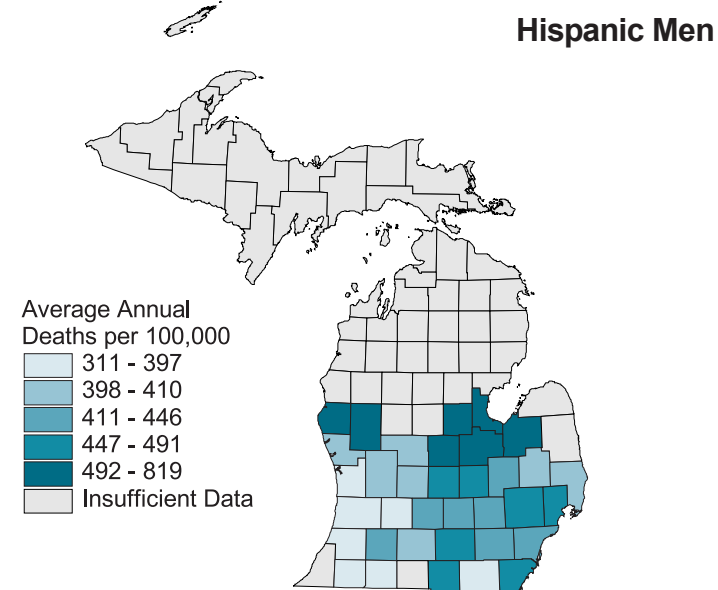 Hispanic Men
Average Annual
Deaths per 100,000
311 - 397
398 - 410
411 - 446
447 - 491
492 - 819
Insufficient Data